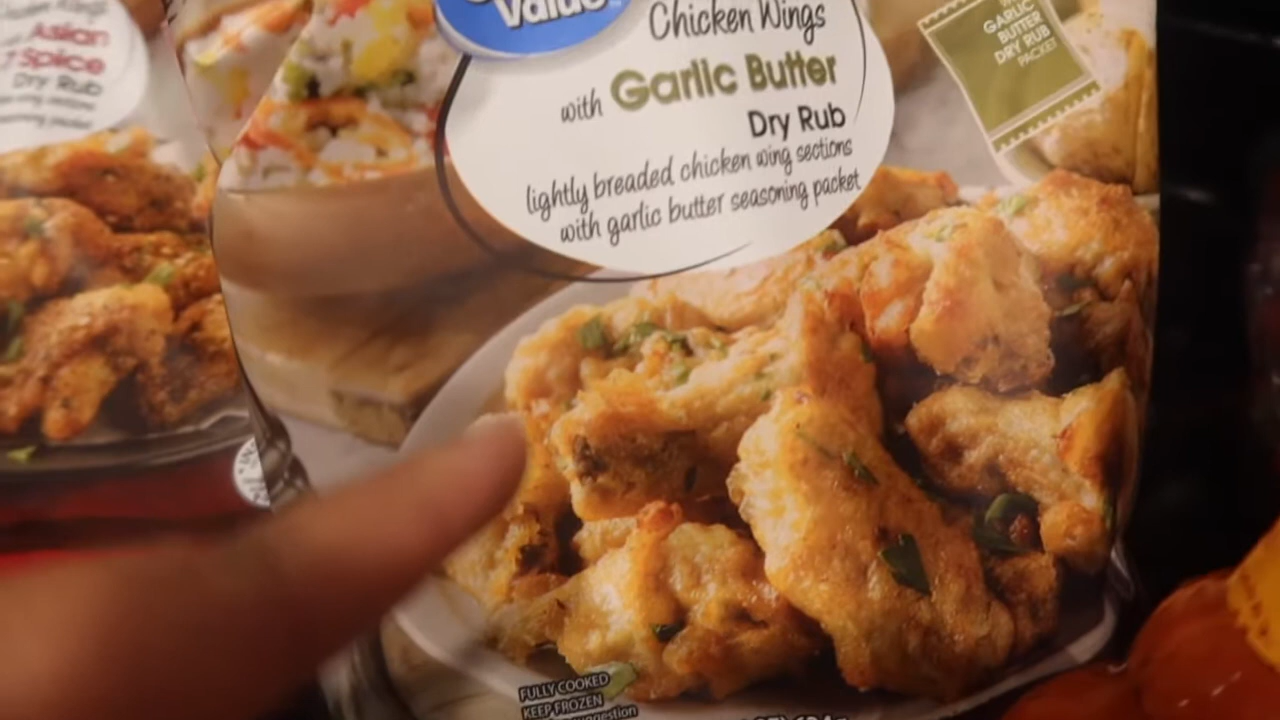 Value
Chicken Wings
with Garlic Butter
Dry Rub
lightly breaded chicken wing sections
with garlic butter seasoning packet
GARLIC
BUTTER
DRY RUB
PACKET
Asian
Spice
Dry Rub
FULLY COOKED
KEEP FROZEN
suggestion